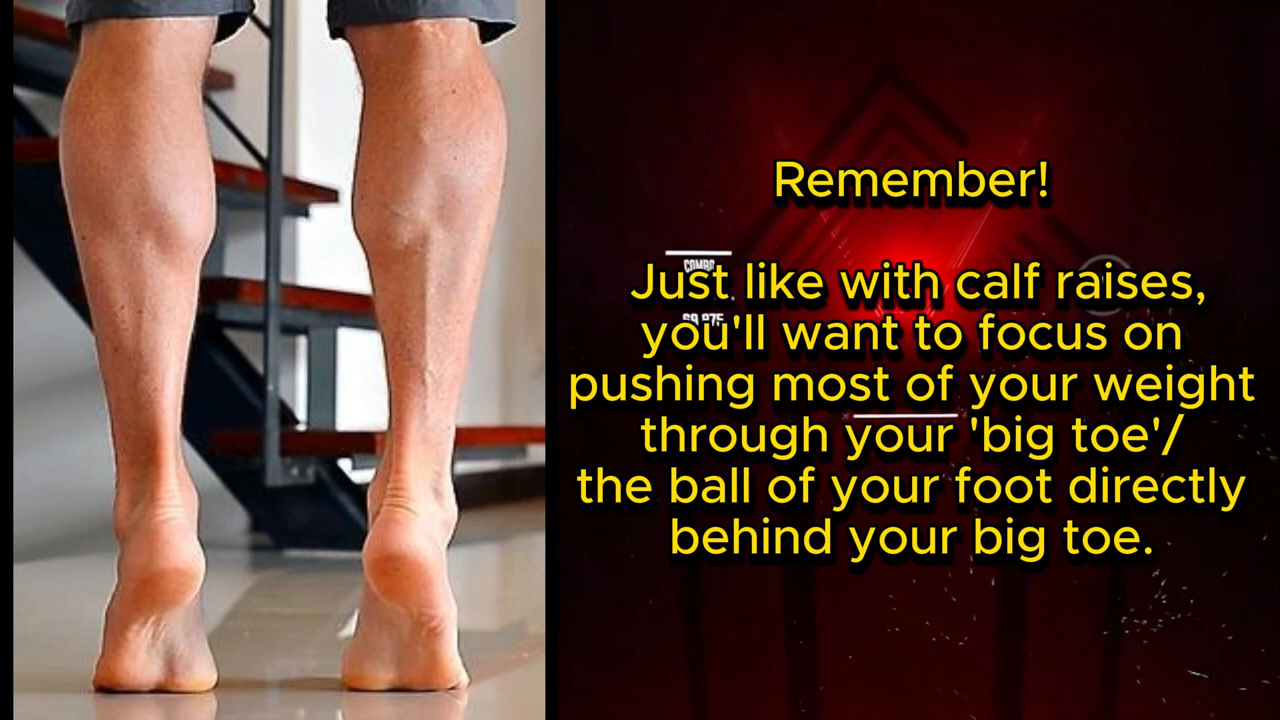 Remember!
COMBO
Just like with calf raises,
you'll want to focus on
pushing most of your weight
through your 'big toe'/
the ball of your foot directly
behind your big toe.